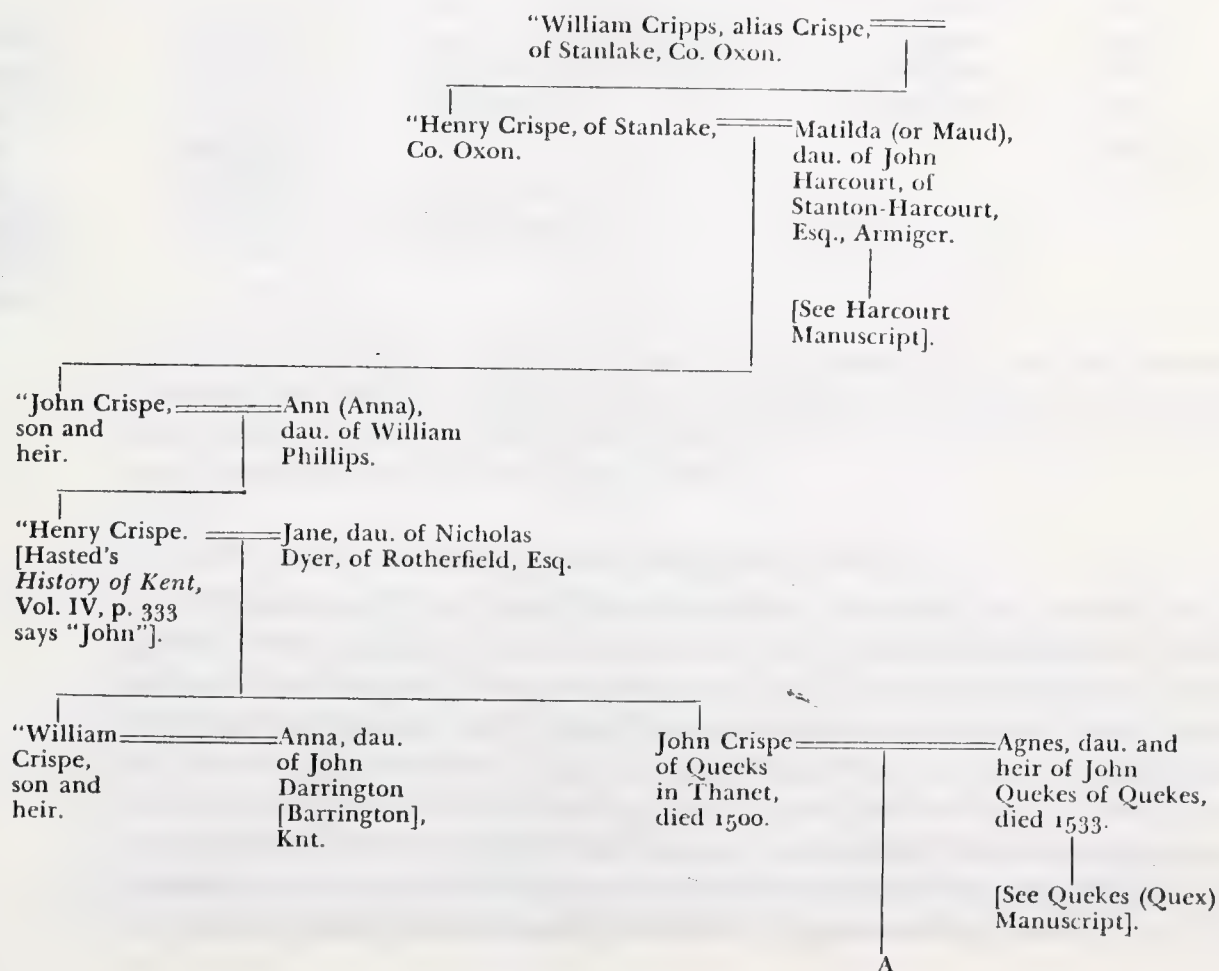 "William Cripps, alias Crispe,
of Stanlake, Co. Oxon.
"Henry Crispe, of Stanlake,
Co. Oxon.
Matilda (or Maud),
dau. of John
Harcourt, of
Stanton-Harcourt,
Esq., Armiger.
[See Harcourt
Manuscript].
"John Crispe,
son and
heir.
Ann (Anna),
dau. of William
Phillips.
"Henry Crispe.
[Hasted's
History of Kent,
Vol. IV, p. 333
says "John"].
Jane, dau. of Nicholas
Dyer, of Rotherfield, Esq.
"William
Crispe,
son and
heir.
Anna, dau.
of John
Darrington
[Barrington],
Knt.
John Crispe
of Queeks
in Thanet,
died 1500.
Agnes, dau. and
heir of John
Quekes of Quekes,
died 1533.
[See Quekes (Quex)
Manuscript].
A